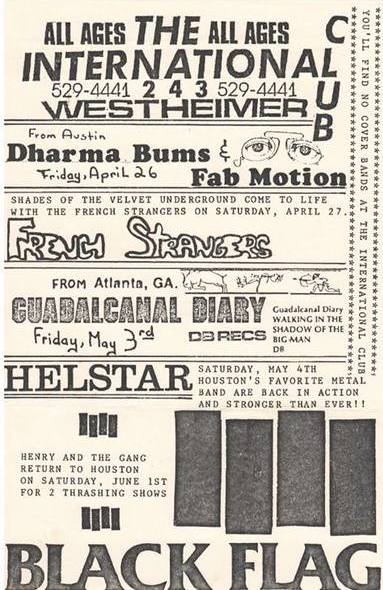 ALL AGES THE ALL AGES
INTERNATIONAL
CLUB
529-4441 2 4 3 529-4441
WESTHEIMER
YOU'LL FIND NO COVER BANDS AT THE INTERNATIONAL CLUB
From Austin
Dharma Bums &
Friday, April 26 Fab Motion
SHADES OF THE VELVET UNDERGROUND COME TO LIFE
WITH THE FRENCH STRANGERS ON SATURDAY, APRIL 27.
FRENCH STRANGERS
FROM Atlanta, GA.
GUADALCANAL DIARY
Friday, May 3rd
DB RECS
Guadalcanal Diary
WALKING IN THE
SHADOW OF THE
BIG MAN
DB
HELSTAR
SATURDAY, MAY 4TH
HOUSTON'S FAVORITE METAL
BAND ARE BACK IN ACTION
AND STRONGER THAN EVER!!
HENRY AND THE GANG
RETURN TO HOUSTON
ON SATURDAY, JUNE 1ST
FOR 2 THRASHING SHOWS
BLACK FLAG